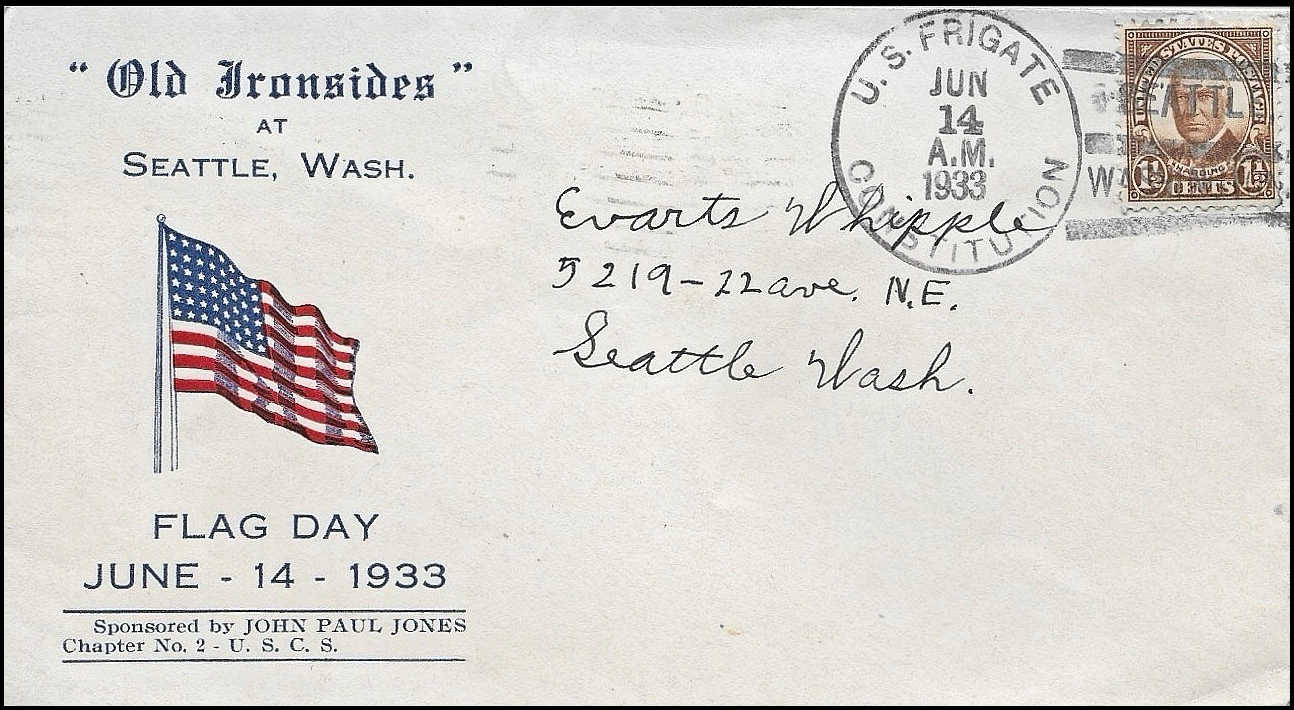 " Old Ironsides "
AT
SEATTLE, WASH.
FLAG DAY
JUNE - 14 - 1933
Sponsored by JOHN PAUL JONES
Chapter No. 2 - U. S. C. S.
U.S. FRIGATE
JUN
14
A.M.
1933
CONSTITUTION
UNITED STATES POSTAGE
HARDING
1½ CENTS 1½
SEATTL
WASH
Evarts Whipple
5219-22 ave. N.E.
Seattle Wash.